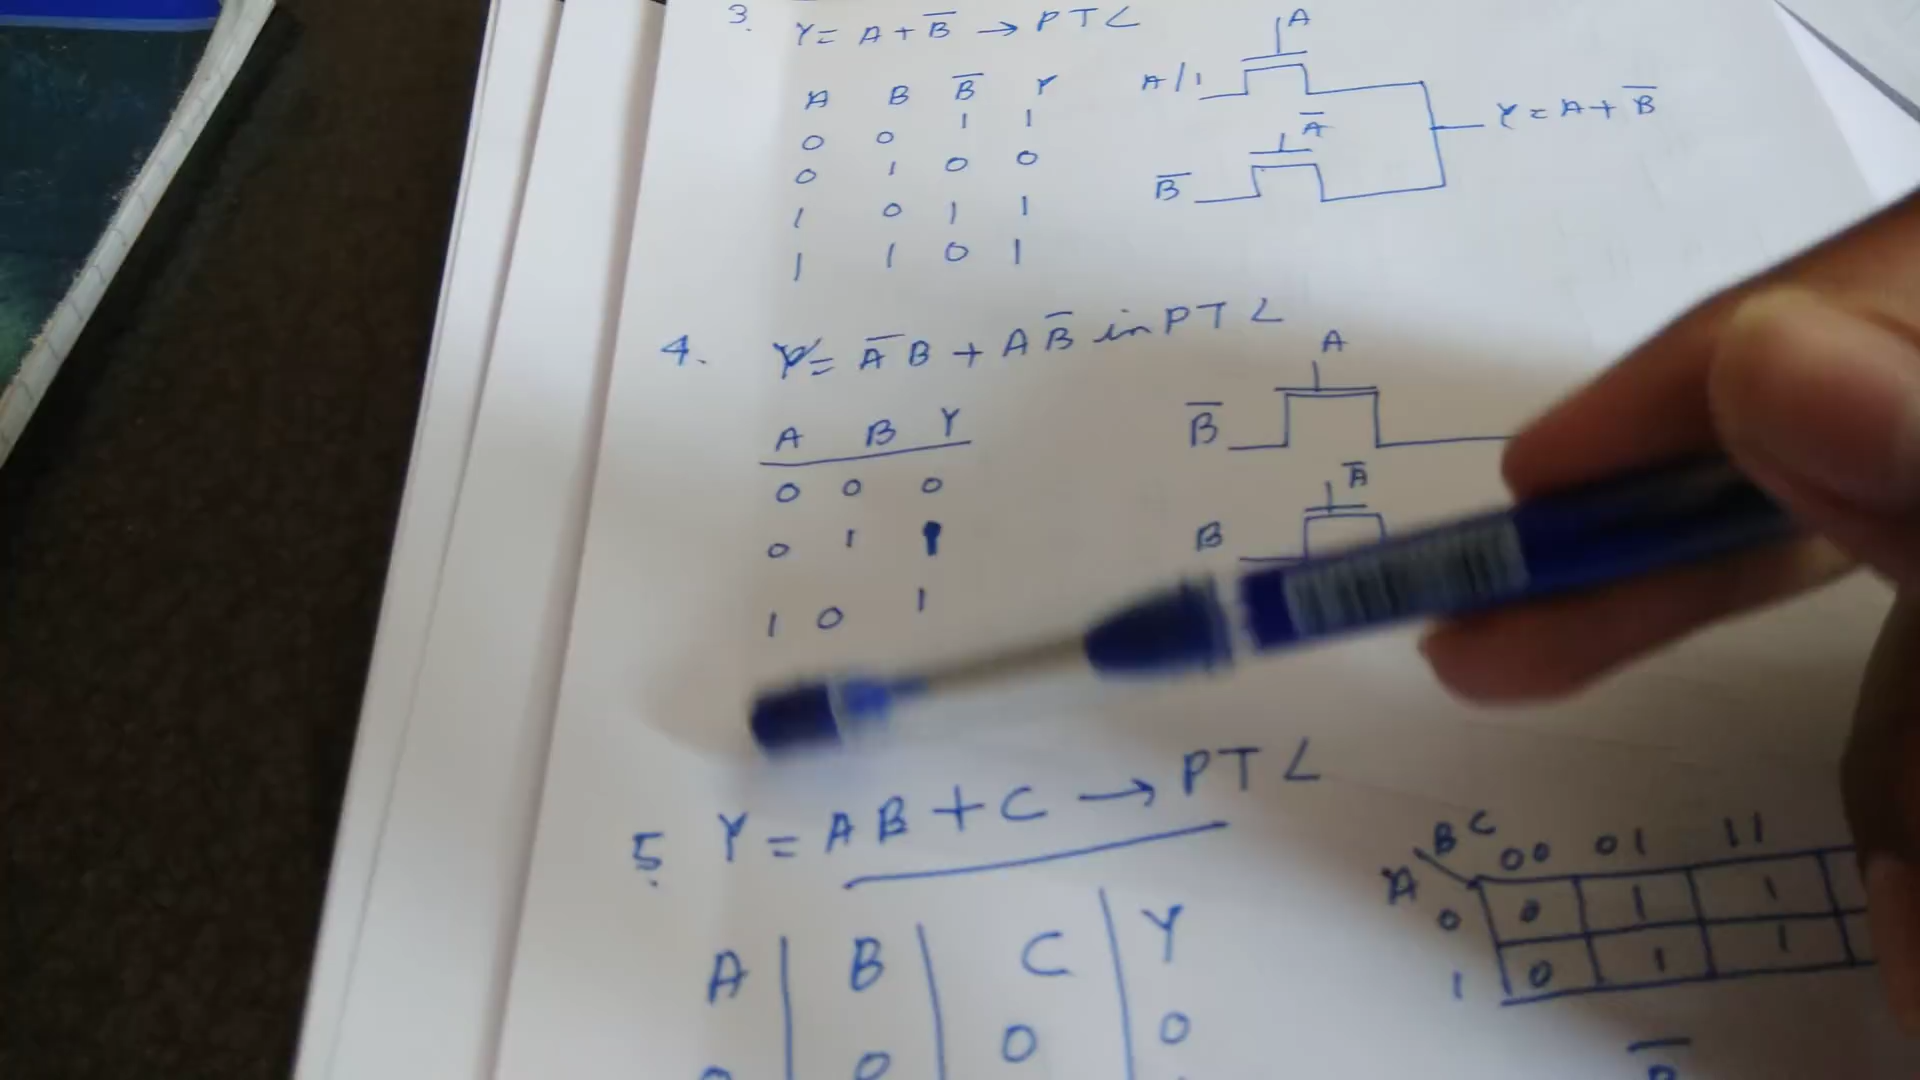 3. Y = A + B̅ → PTL
A B B̅ Y
0 0 1 1
0 1 0 0
1 0 1 1
1 1 0 1
A
A/1
A̅
B̅
Y = A + B̅
4. Y = A̅B + AB̅ in PTL
A B Y
0 0 0
0 1 1
1 0 1
A
B̅
A̅
B
5. Y = AB + C → PTL
A B C Y
0 0 0
BC 00 01 11
A
0 0 1 1
1 0 1 1